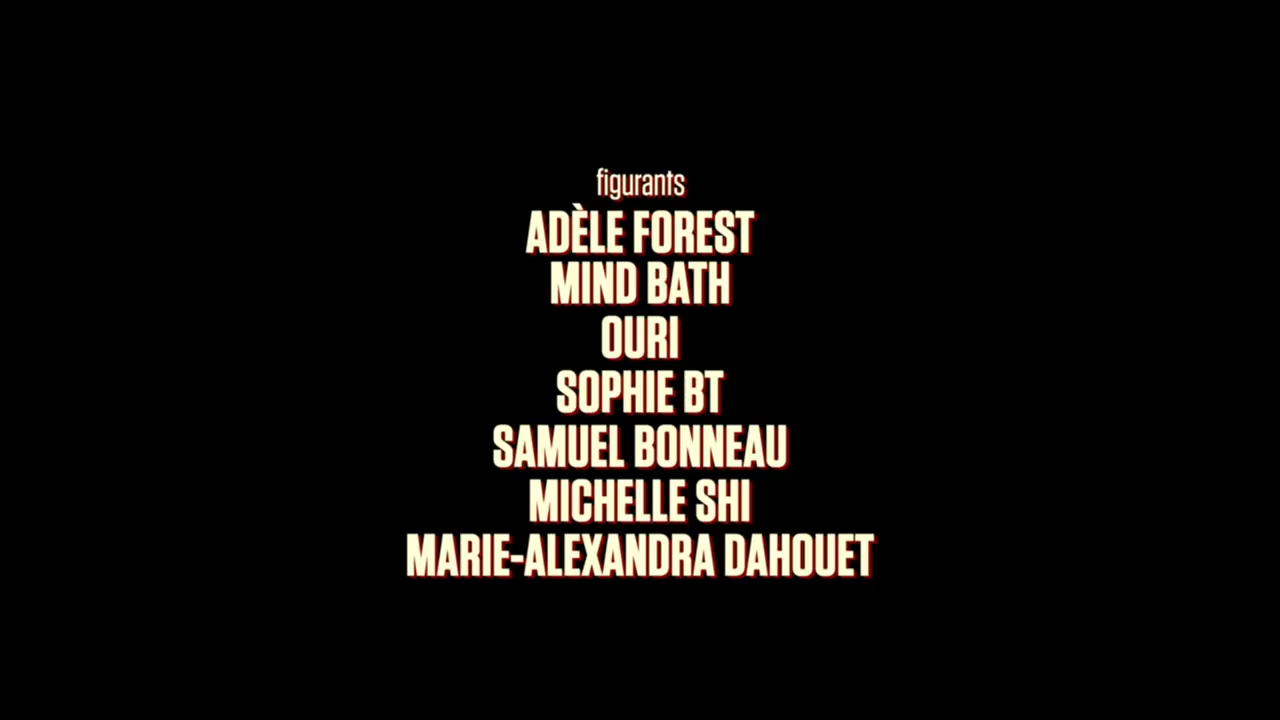 figurants
ADÈLE FOREST
MIND BATH
OURI
SOPHIE BT
SAMUEL BONNEAU
MICHELLE SHI
MARIE-ALEXANDRA DAHOUET